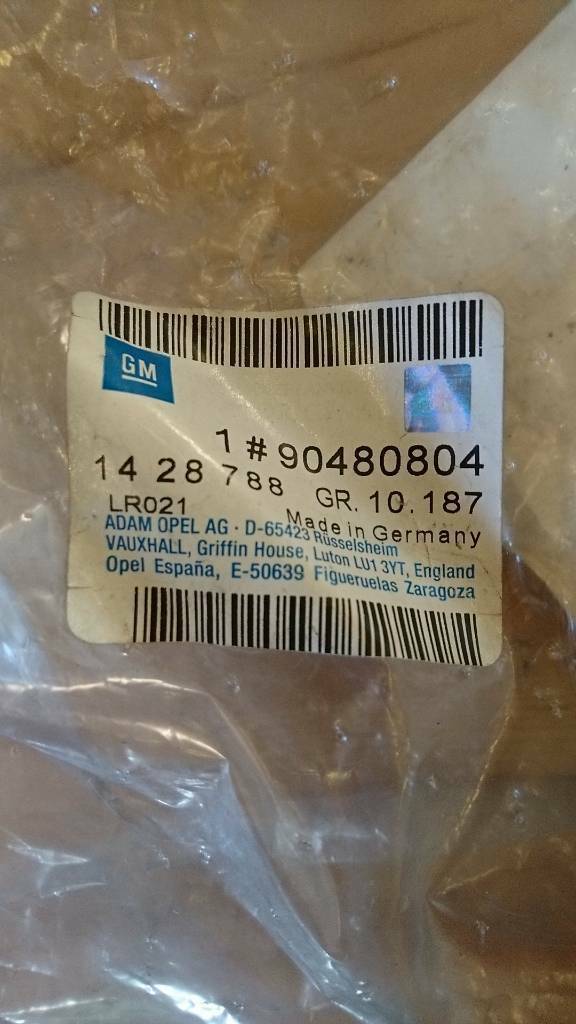 GM
1 # 90480804
14 28 788 GR. 10.187
LR021 Made in Germany
ADAM OPEL AG · D-65423 Rüsselsheim
VAUXHALL, Griffin House, Luton LU1 3YT, England
Opel España, E-50639 Figueruelas Zaragoza